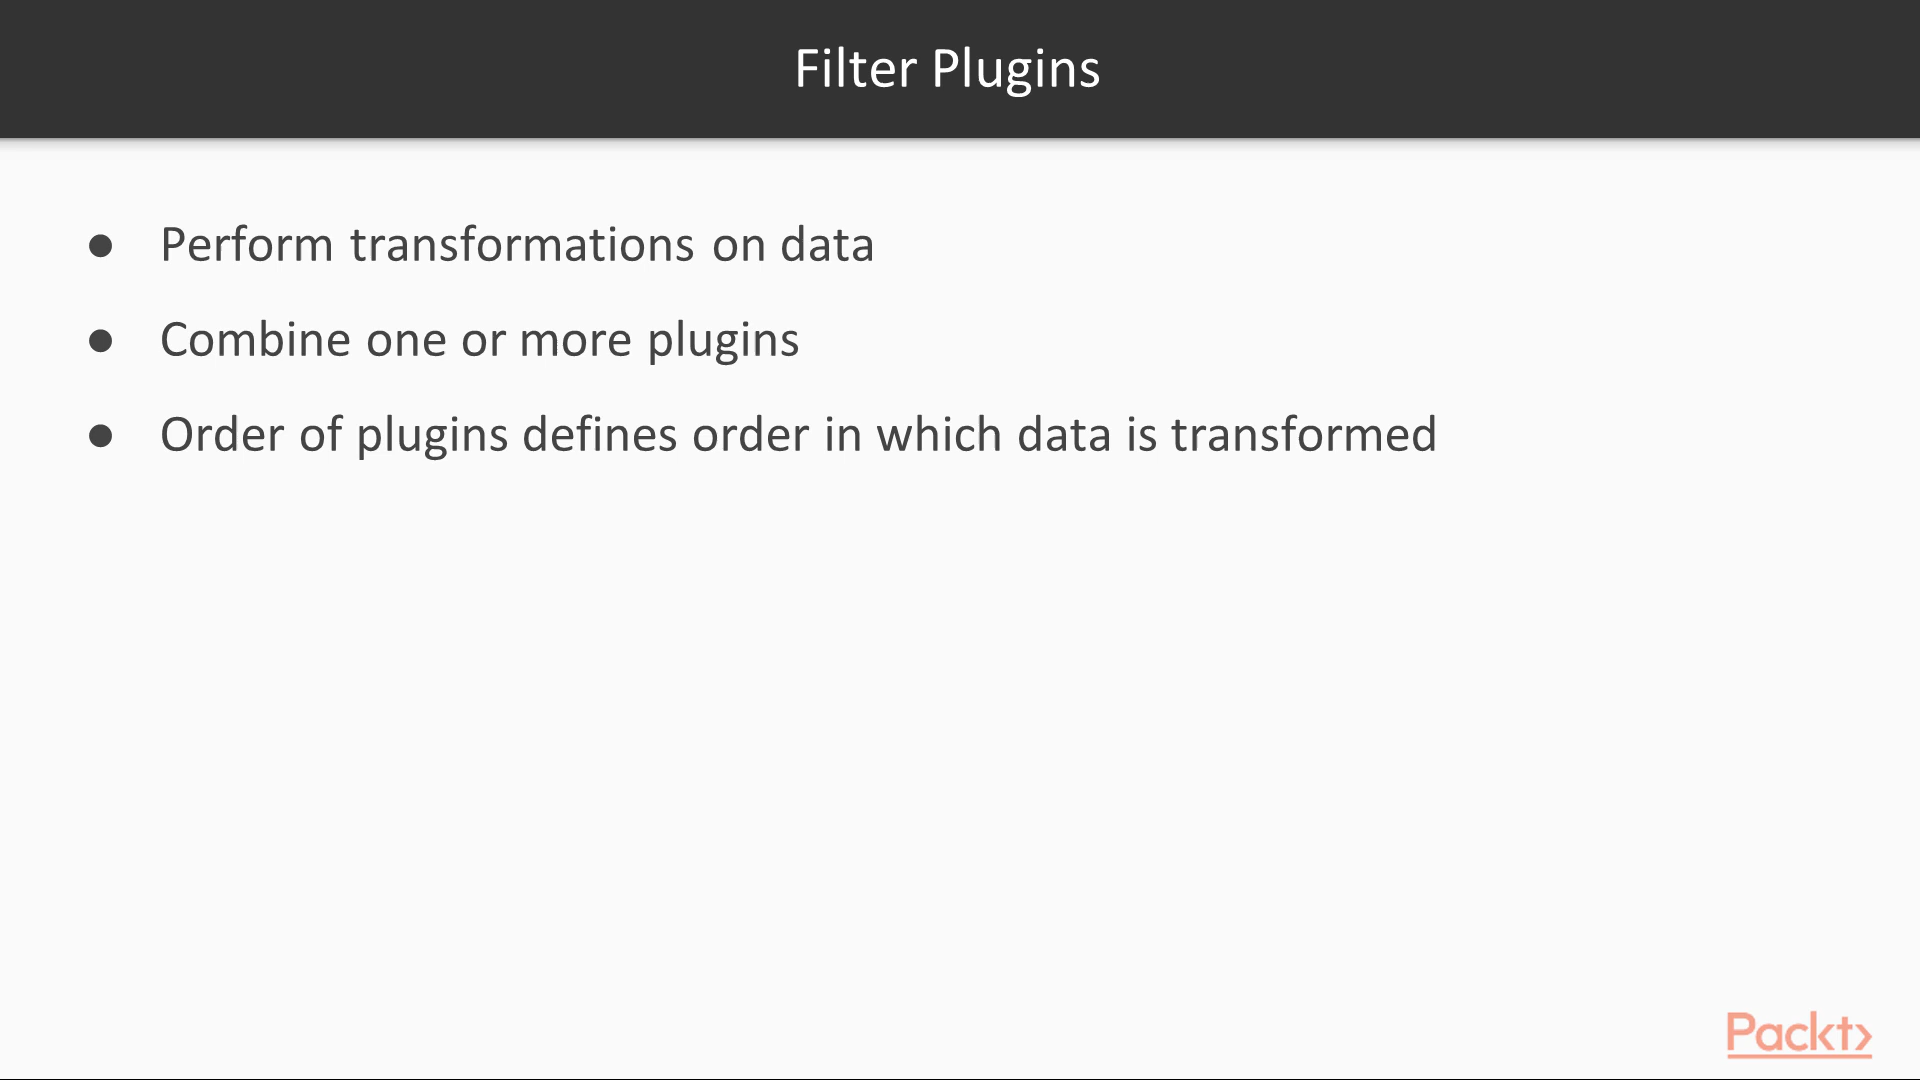 Filter Plugins
● Perform transformations on data
● Combine one or more plugins
● Order of plugins defines order in which data is transformed
Packt>